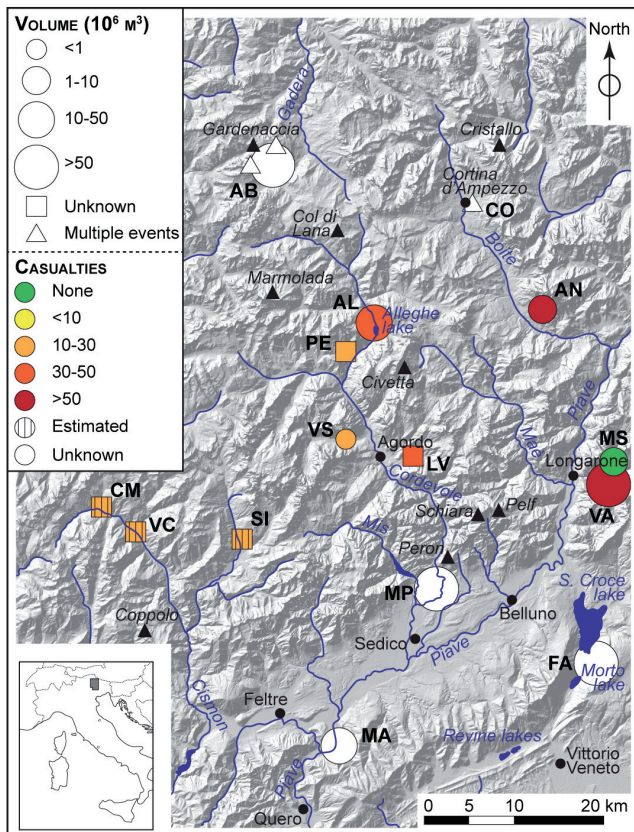 VOLUME (10⁶ M³)
<1
1-10
10-50
>50
Unknown
Multiple events
CASUALTIES
None
<10
10-30
30-50
>50
Estimated
Unknown
North
Gadera
Gardenaccia
Cristallo
AB
Cortina
d'Ampezzo
CO
Col di
Lana
Boite
Marmolada
AN
AL
Alleghe
lake
PE
Civetta
Piave
VS
Agordo
Maè
MS
LV
Longarone
Cordevole
CM
Pelf
VA
VC
SI
Schiara
Mis
Peron
S. Croce
lake
MP
Belluno
Coppolo
Sedico
Piave
FA
Morto
lake
Cismon
Feltre
MA
Revine lakes
Vittorio
Veneto
Piave
Quero
0 5 10 20 km